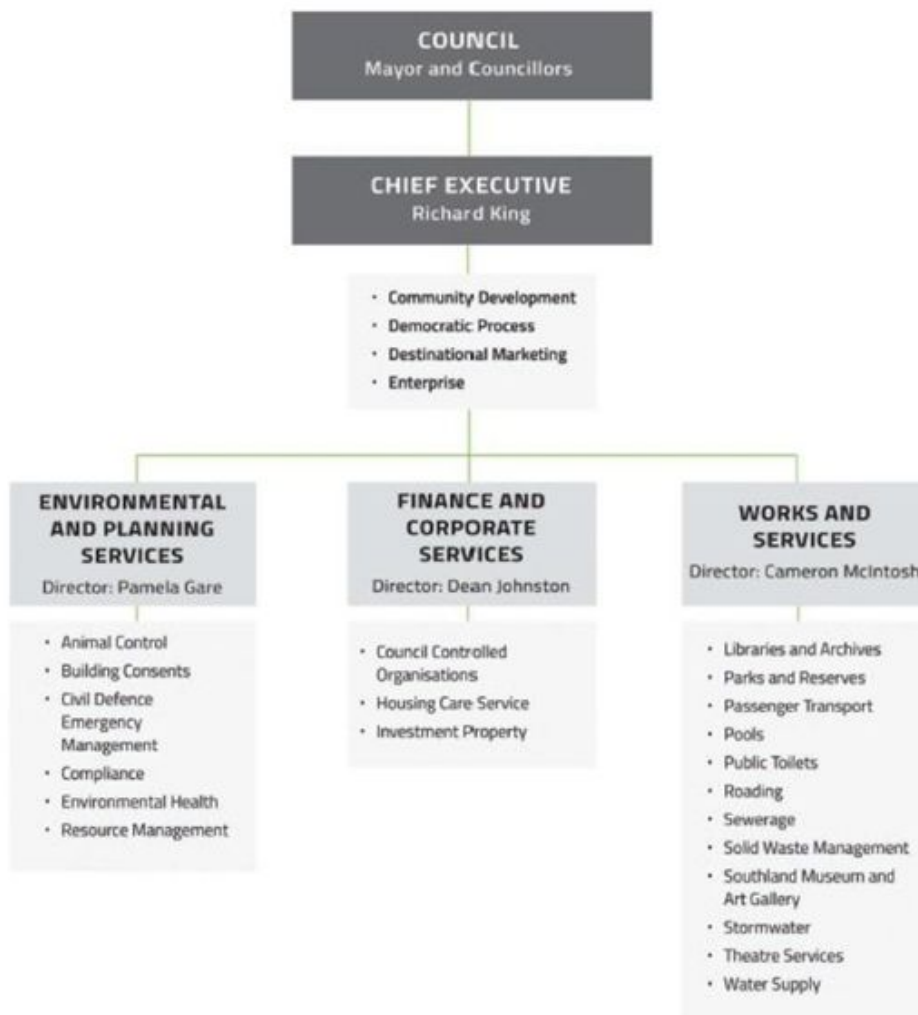 COUNCIL
Mayor and Councillors
CHIEF EXECUTIVE
Richard King
• Community Development
• Democratic Process
• Destinational Marketing
• Enterprise
ENVIRONMENTAL
AND PLANNING
SERVICES
Director: Pamela Gare
• Animal Control
• Building Consents
• Civil Defence
Emergency
Management
• Compliance
• Environmental Health
• Resource Management
FINANCE AND
CORPORATE
SERVICES
Director: Dean Johnston
• Council Controlled
Organisations
• Housing Care Service
• Investment Property
WORKS AND
SERVICES
Director: Cameron McIntosh
• Libraries and Archives
• Parks and Reserves
• Passenger Transport
• Pools
• Public Toilets
• Roading
• Sewerage
• Solid Waste Management
• Southland Museum and
Art Gallery
• Stormwater
• Theatre Services
• Water Supply